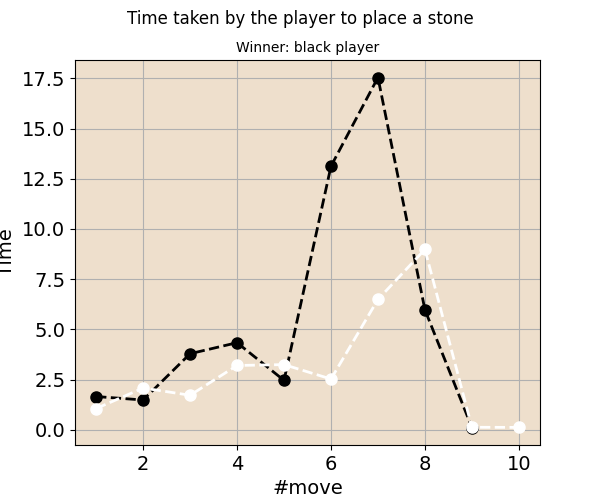 Time taken by the player to place a stone
Winner: black player
17.5
15.0
12.5
10.0
7.5
5.0
2.5
0.0
Time
2 4 6 8 10
#move